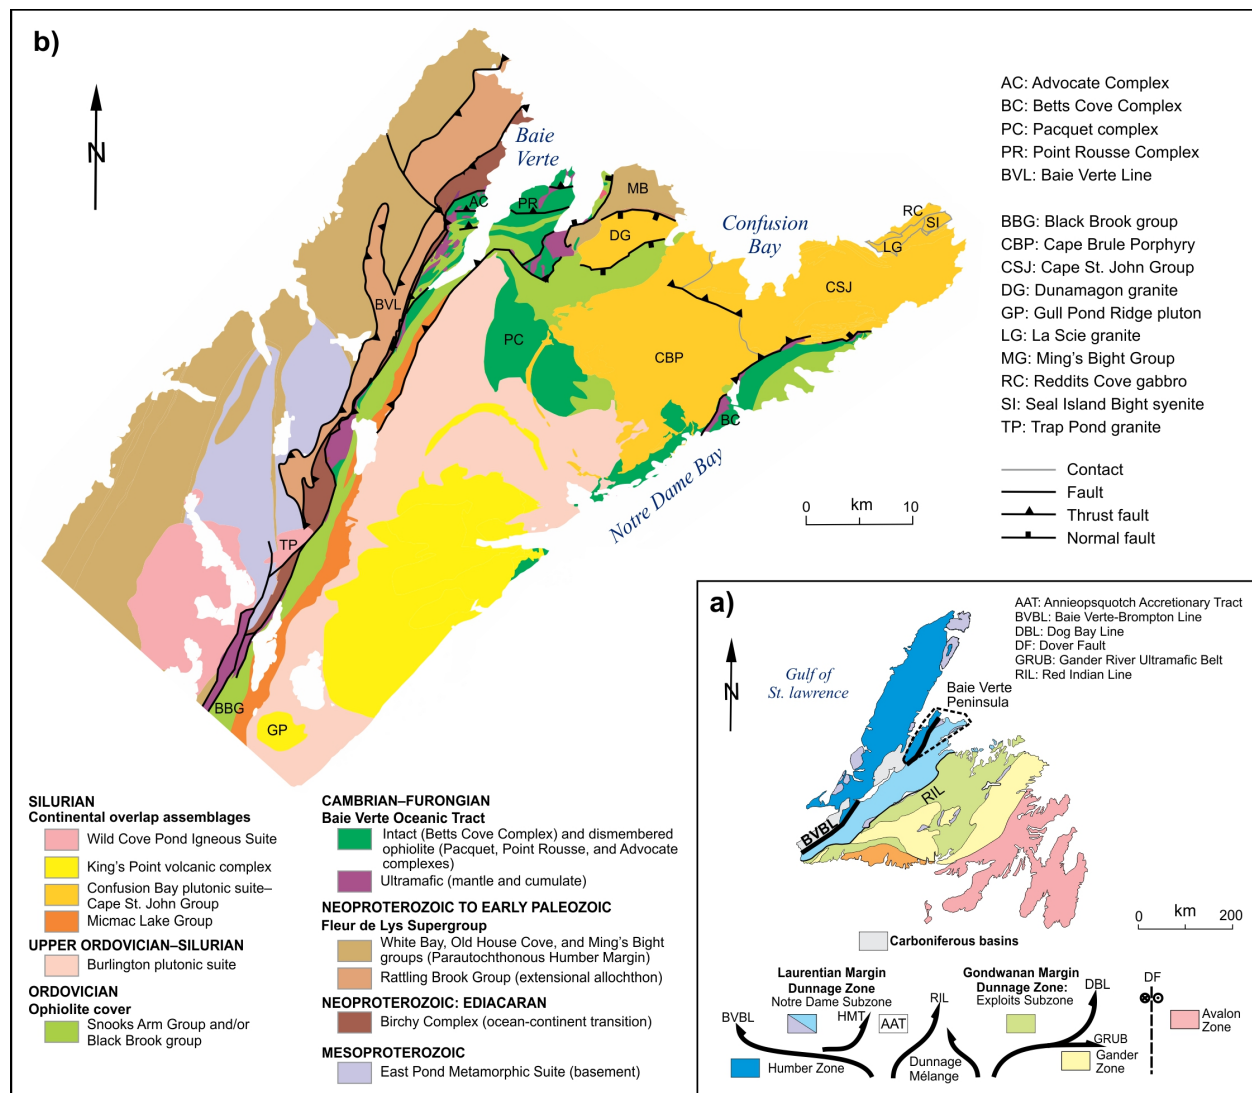 b)
N
Baie
Verte
Confusion
Bay
Notre Dame Bay
AC
PR
MB
DG
RC
SI
LG
CSJ
BVL
PC
CBP
BC
TP
BBG
GP
0 km 10
AC: Advocate Complex
BC: Betts Cove Complex
PC: Pacquet complex
PR: Point Rousse Complex
BVL: Baie Verte Line
BBG: Black Brook group
CBP: Cape Brule Porphyry
CSJ: Cape St. John Group
DG: Dunamagon granite
GP: Gull Pond Ridge pluton
LG: La Scie granite
MG: Ming's Bight Group
RC: Reddits Cove gabbro
SI: Seal Island Bight syenite
TP: Trap Pond granite
Contact
Fault
Thrust fault
Normal fault
SILURIAN
Continental overlap assemblages
Wild Cove Pond Igneous Suite
King's Point volcanic complex
Confusion Bay plutonic suite–
Cape St. John Group
Micmac Lake Group
UPPER ORDOVICIAN–SILURIAN
Burlington plutonic suite
ORDOVICIAN
Ophiolite cover
Snooks Arm Group and/or
Black Brook group
CAMBRIAN–FURONGIAN
Baie Verte Oceanic Tract
Intact (Betts Cove Complex) and dismembered
ophiolite (Pacquet, Point Rousse, and Advocate
complexes)
Ultramafic (mantle and cumulate)
NEOPROTEROZOIC TO EARLY PALEOZOIC
Fleur de Lys Supergroup
White Bay, Old House Cove, and Ming's Bight
groups (Parautochthonous Humber Margin)
Rattling Brook Group (extensional allochthon)
NEOPROTEROZOIC: EDIACARAN
Birchy Complex (ocean-continent transition)
MESOPROTEROZOIC
East Pond Metamorphic Suite (basement)
a)
N
AAT: Annieopsquotch Accretionary Tract
BVBL: Baie Verte-Brompton Line
DBL: Dog Bay Line
DF: Dover Fault
GRUB: Gander River Ultramafic Belt
RIL: Red Indian Line
Gulf of
St. lawrence
Baie Verte
Peninsula
RIL
BVBL
0 km 200
Carboniferous basins
Laurentian Margin
Dunnage Zone
Notre Dame Subzone
HMT
AAT
BVBL
Humber Zone
RIL
Dunnage
Mélange
Gondwanan Margin
Dunnage Zone:
Exploits Subzone
DBL
GRUB
Gander
Zone
DF
Avalon
Zone